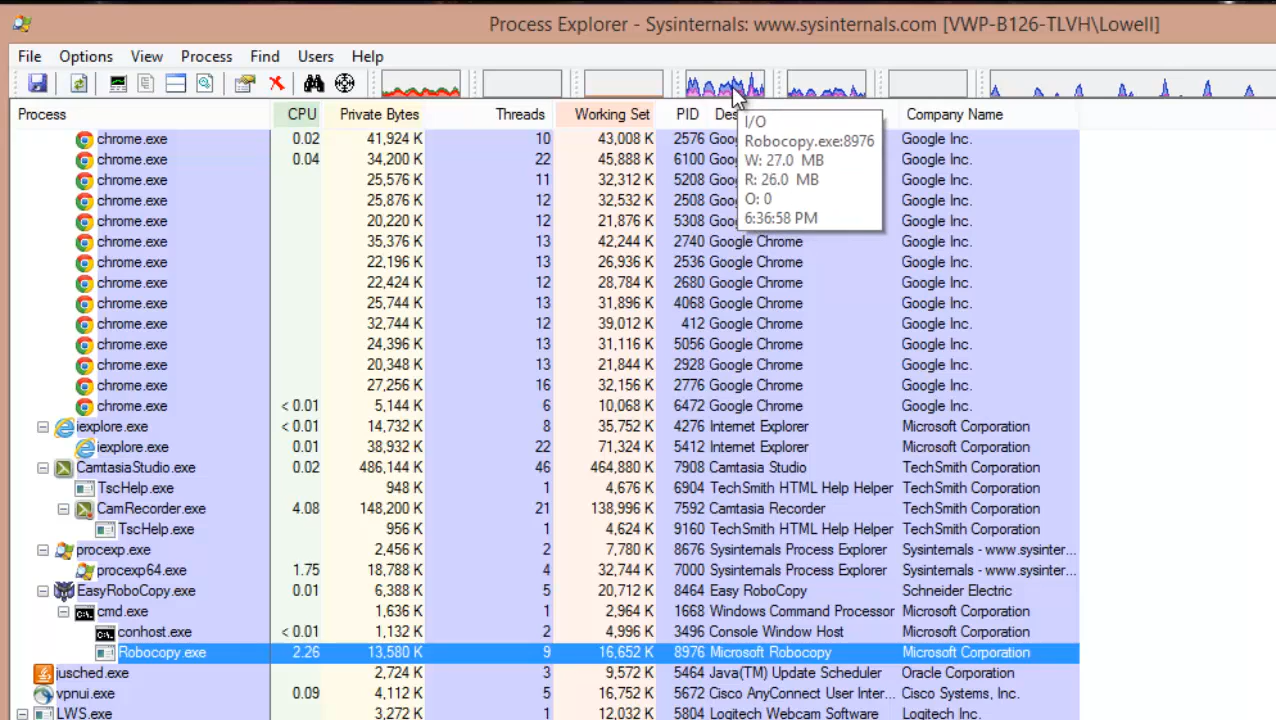 Process Explorer - Sysinternals: www.sysinternals.com [VWP-B126-TLVH\Lowell]
File Options View Process Find Users Help
Process CPU Private Bytes Threads Working Set PID Company Name
I/O
Robocopy.exe:8976
W: 27.0 MB
R: 26.0 MB
O: 0
6:36:58 PM
chrome.exe 0.02 41,924 K 10 43,008 K 2576 Google Inc.
chrome.exe 0.04 34,200 K 22 45,888 K 6100 Google Inc.
chrome.exe 25,576 K 11 32,312 K 5208 Google Inc.
chrome.exe 25,876 K 12 32,532 K 2508 Google Inc.
chrome.exe 20,220 K 12 21,876 K 5308 Google Inc.
chrome.exe 35,376 K 13 42,244 K 2740 Google Chrome Google Inc.
chrome.exe 22,196 K 13 26,936 K 2536 Google Chrome Google Inc.
chrome.exe 22,424 K 12 28,784 K 2680 Google Chrome Google Inc.
chrome.exe 25,744 K 13 31,896 K 4068 Google Chrome Google Inc.
chrome.exe 32,744 K 12 39,012 K 412 Google Chrome Google Inc.
chrome.exe 24,396 K 13 31,116 K 5056 Google Chrome Google Inc.
chrome.exe 20,348 K 13 21,844 K 2928 Google Chrome Google Inc.
chrome.exe 27,256 K 16 32,156 K 2776 Google Chrome Google Inc.
chrome.exe < 0.01 5,144 K 6 10,068 K 6472 Google Chrome Google Inc.
iexplore.exe < 0.01 14,732 K 8 35,752 K 4276 Internet Explorer Microsoft Corporation
iexplore.exe 0.01 38,932 K 22 71,324 K 5412 Internet Explorer Microsoft Corporation
CamtasiaStudio.exe 0.02 486,144 K 46 464,880 K 7908 Camtasia Studio TechSmith Corporation
TscHelp.exe 948 K 1 4,676 K 6904 TechSmith HTML Help Helper TechSmith Corporation
CamRecorder.exe 4.08 148,200 K 21 138,996 K 7592 Camtasia Recorder TechSmith Corporation
TscHelp.exe 956 K 1 4,624 K 9160 TechSmith HTML Help Helper TechSmith Corporation
procexp.exe 2,456 K 2 7,780 K 8676 Sysinternals Process Explorer Sysinternals - www.sysinter...
procexp64.exe 1.75 18,788 K 4 32,744 K 7000 Sysinternals Process Explorer Sysinternals - www.sysinter...
EasyRoboCopy.exe 0.01 6,388 K 5 20,712 K 8464 Easy RoboCopy Schneider Electric
cmd.exe 1,636 K 1 2,964 K 1668 Windows Command Processor Microsoft Corporation
conhost.exe < 0.01 1,132 K 2 4,996 K 3496 Console Window Host Microsoft Corporation
Robocopy.exe 2.26 13,580 K 9 16,652 K 8976 Microsoft Robocopy Microsoft Corporation
jusched.exe 2,724 K 3 9,572 K 5464 Java(TM) Update Scheduler Oracle Corporation
vpnui.exe 0.09 4,112 K 5 16,752 K 5672 Cisco AnyConnect User Inter... Cisco Systems, Inc.
LWS.exe 3,272 K 1 12,032 K 5804 Logitech Webcam Software Logitech Inc.